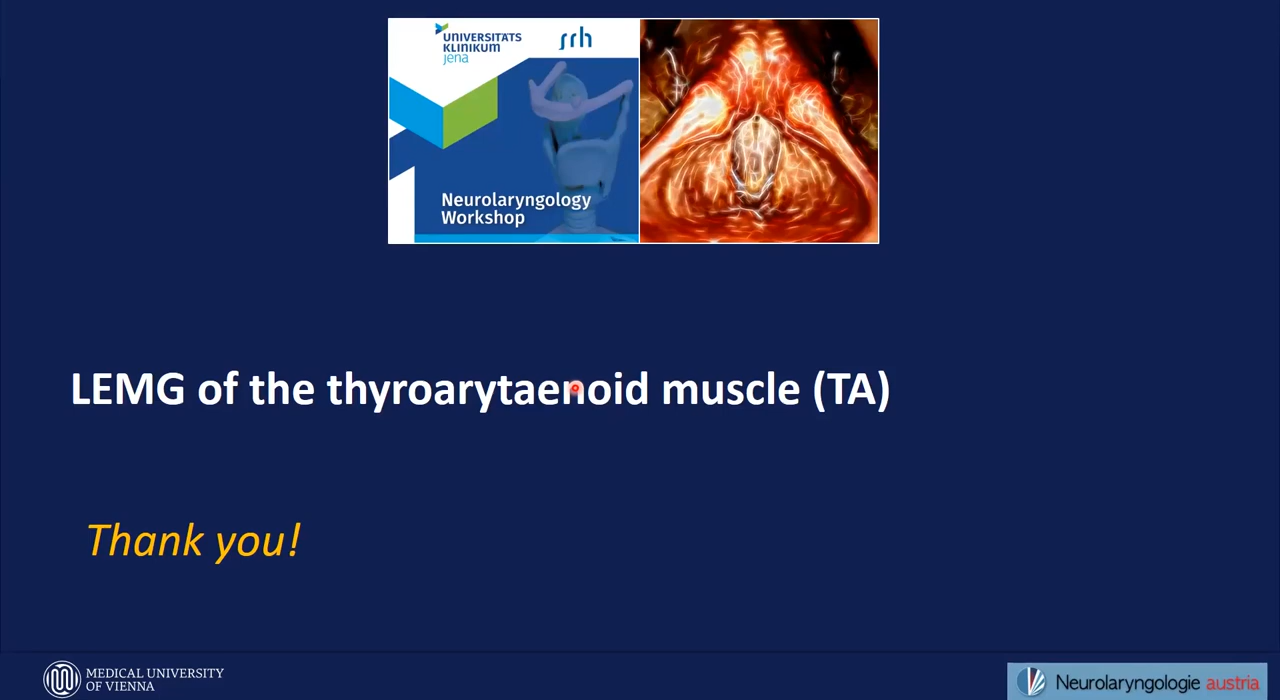 UNIVERSITÄTS
KLINIKUM
jena
srh
Neurolaryngology
Workshop
LEMG of the thyroarytaenoid muscle (TA)
Thank you!
MEDICAL UNIVERSITY
OF VIENNA
Neurolaryngologie austria